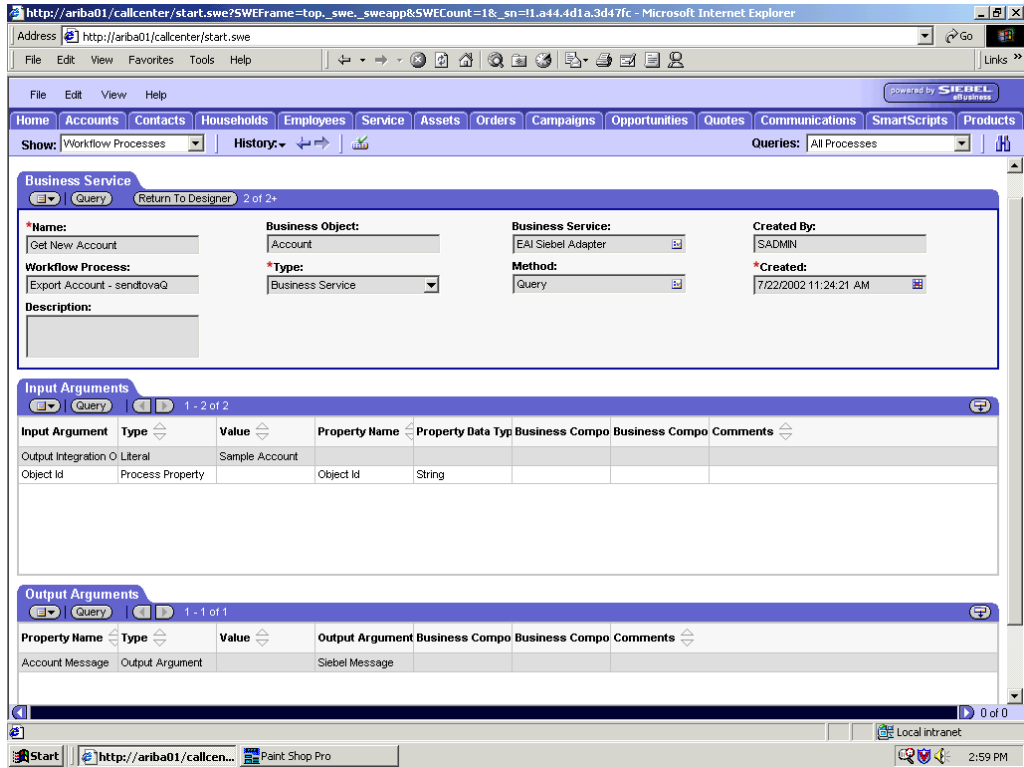 http://ariba01/callcenter/start.swe?SWEFrame=top._swe._sweapp&SWECount=1&_sn=!1.a44.4d1a.3d47fc - Microsoft Internet Explorer
Address http://ariba01/callcenter/start.swe Go
File Edit View Favorites Tools Help Links »
File Edit View Help powered by SIEBEL eBusiness
Home Accounts Contacts Households Employees Service Assets Orders Campaigns Opportunities Quotes Communications SmartScripts Products
Show: Workflow Processes History: Queries: All Processes
Business Service
Query Return To Designer 2 of 2+
*Name: Business Object: Business Service: Created By:
Get New Account Account EAI Siebel Adapter SADMIN
Workflow Process: *Type: Method: *Created:
Export Account - sendtovaQ Business Service Query 7/22/2002 11:24:21 AM
Description:
Input Arguments
Query 1 - 2 of 2
Input Argument Type Value Property Name Property Data Typ Business Compo Business Compo Comments
Output Integration O Literal Sample Account
Object Id Process Property Object Id String
Output Arguments
Query 1 - 1 of 1
Property Name Type Value Output Argument Business Compo Business Compo Comments
Account Message Output Argument Siebel Message
0 of 0
Local intranet
Start http://ariba01/callcen... Paint Shop Pro 2:59 PM